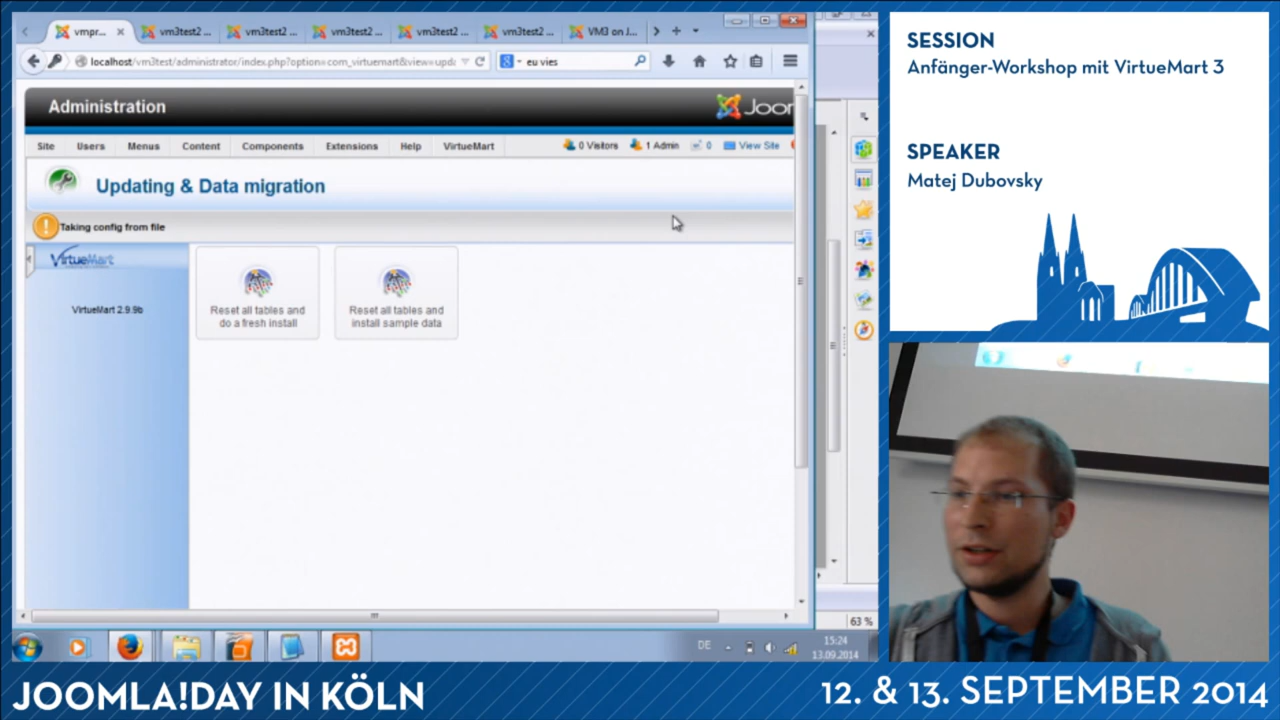 vmpr...
vm3test2 ...
vm3test2 ...
vm3test2 ...
vm3test2 ...
vm3test2 ...
VM3 on J...
localhost/vm3test/administrator/index.php?option=com_virtuemart&view=upda
eu vies
Administration
Joor
Site
Users
Menus
Content
Components
Extensions
Help
VirtueMart
0 Visitors
1 Admin
0
View Site
Updating & Data migration
Taking config from file
VirtueMart
VirtueMart 2.9.9b
Reset all tables and
do a fresh install
Reset all tables and
install sample data
63 %
DE
15:24
13.09.2014
SESSION
Anfänger-Workshop mit VirtueMart 3
SPEAKER
Matej Dubovsky
JOOMLA!DAY IN KÖLN
12. & 13. SEPTEMBER 2014